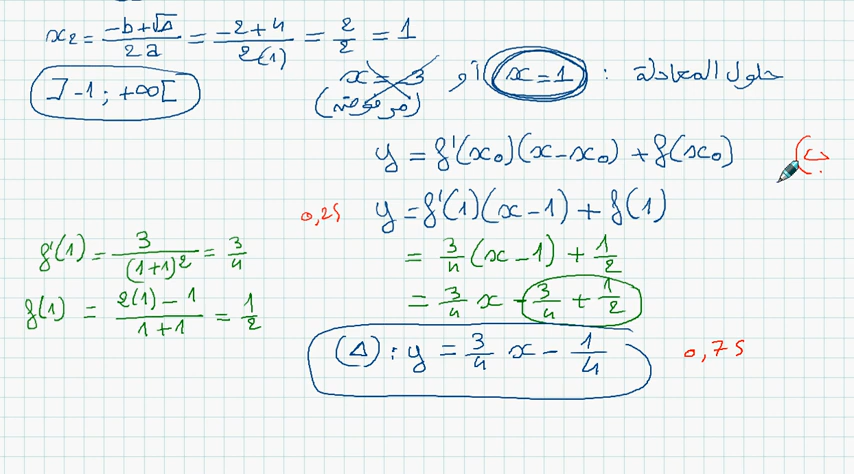 x₂ = (-b+√Δ)/2a = (-2+4)/2(1) = 2/2 = 1
حلول المعادلة : x = 1 أو x = -3 (مرفوضة)
]-1 ; +∞[
ب) y = f'(x₀)(x-x₀) + f(x₀)
0,25 y = f'(1)(x-1) + f(1)
f'(1) = 3/(1+1)² = 3/4
= 3/4 (x-1) + 1/2
f(1) = (2(1)-1)/(1+1) = 1/2
= 3/4 x - 3/4 + 1/2
(Δ) : y = 3/4 x - 1/4 0,75